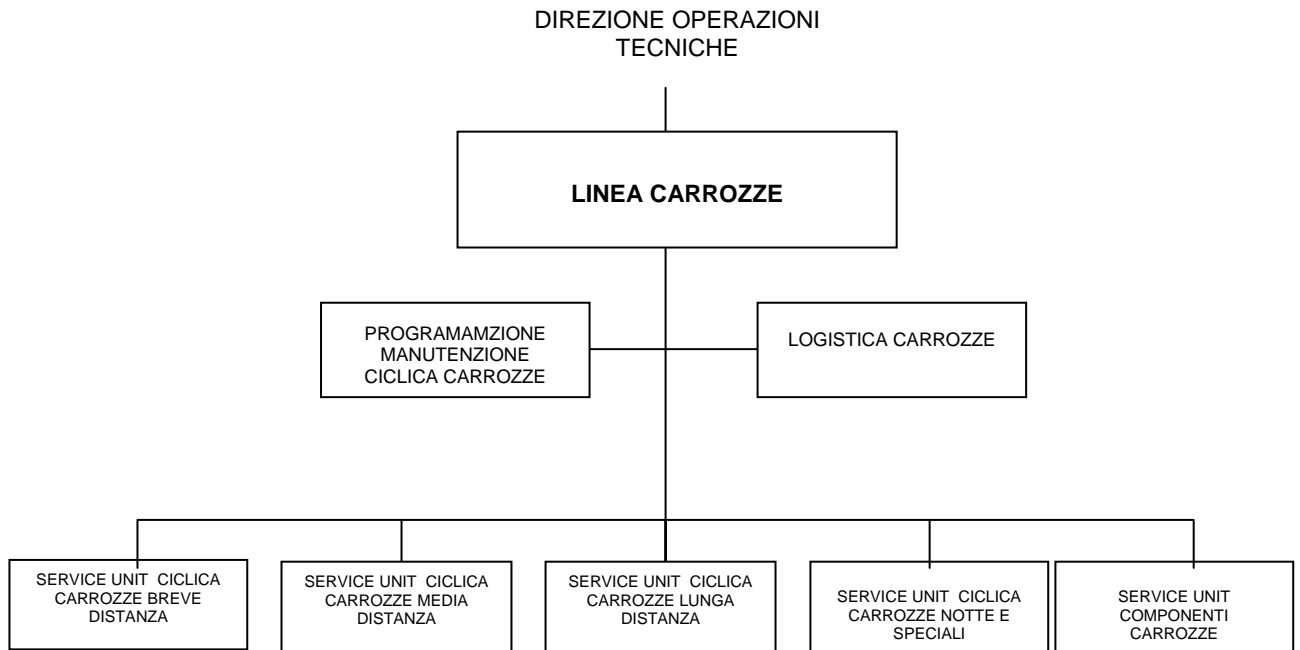 DIREZIONE OPERAZIONI
TECNICHE
LINEA CARROZZE
PROGRAMAMZIONE
MANUTENZIONE
CICLICA CARROZZE
LOGISTICA CARROZZE
SERVICE UNIT CICLICA
CARROZZE BREVE
DISTANZA
SERVICE UNIT CICLICA
CARROZZE MEDIA
DISTANZA
SERVICE UNIT CICLICA
CARROZZE LUNGA
DISTANZA
SERVICE UNIT CICLICA
CARROZZE NOTTE E
SPECIALI
SERVICE UNIT
COMPONENTI
CARROZZE